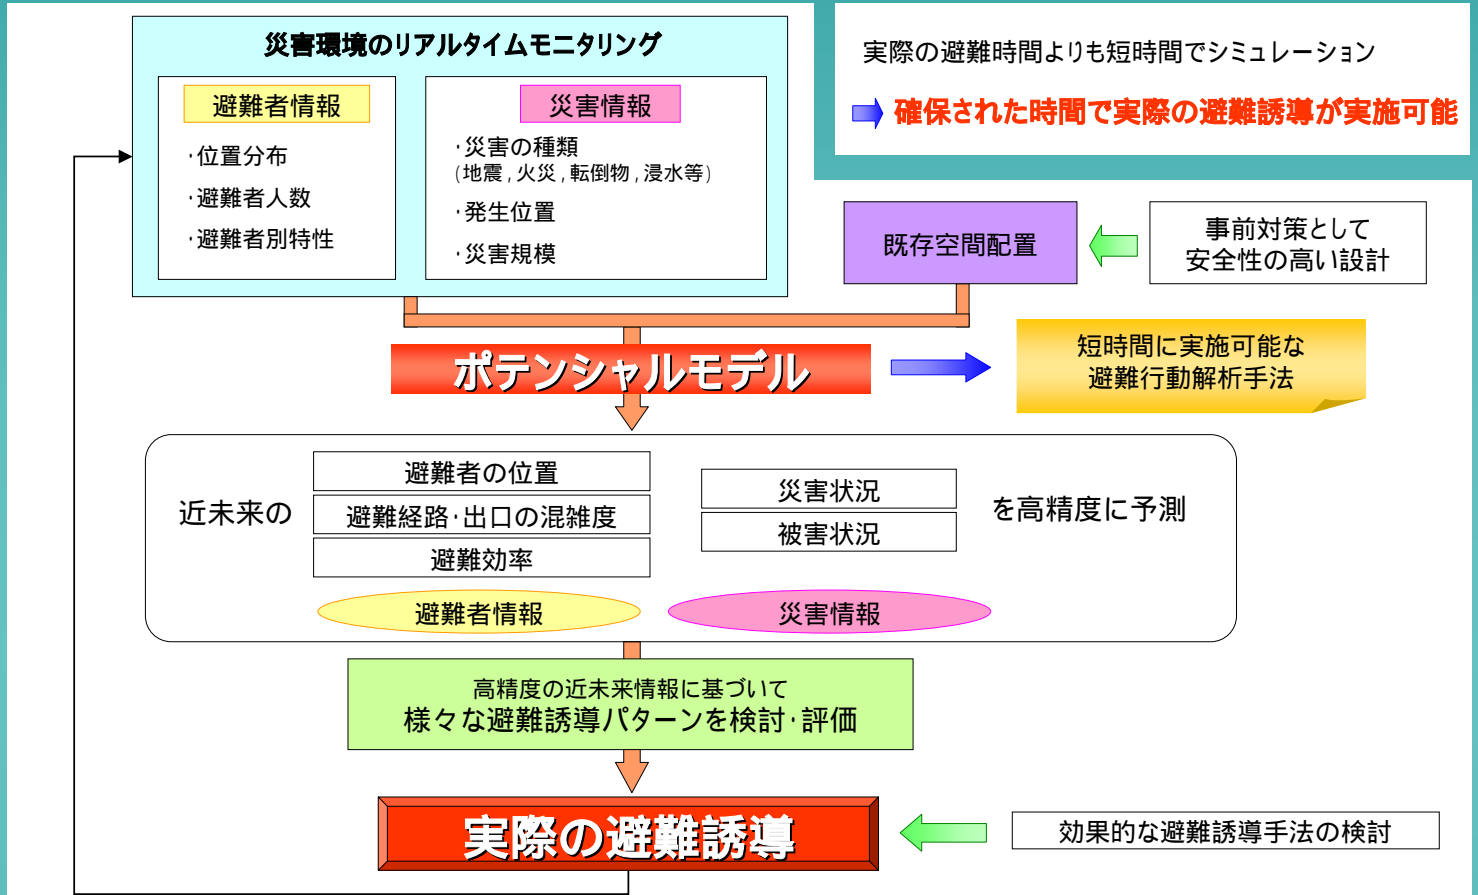 災害環境のリアルタイムモニタリング
避難者情報
・位置分布
・避難者人数
・避難者別特性
災害情報
・災害の種類
(地震,火災,転倒物,浸水等)
・発生位置
・災害規模
実際の避難時間よりも短時間でシミュレーション
確保された時間で実際の避難誘導が実施可能
既存空間配置
事前対策として
安全性の高い設計
ポテンシャルモデル
短時間に実施可能な
避難行動解析手法
近未来の
避難者の位置
避難経路・出口の混雑度
避難効率
災害状況
被害状況
を高精度に予測
避難者情報
災害情報
高精度の近未来情報に基づいて
様々な避難誘導パターンを検討・評価
実際の避難誘導
効果的な避難誘導手法の検討